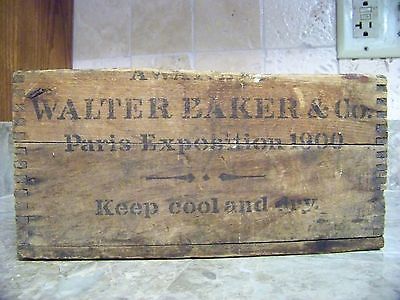 WALTER BAKER & Co.
Paris Exposition 1900
Keep cool and dry.